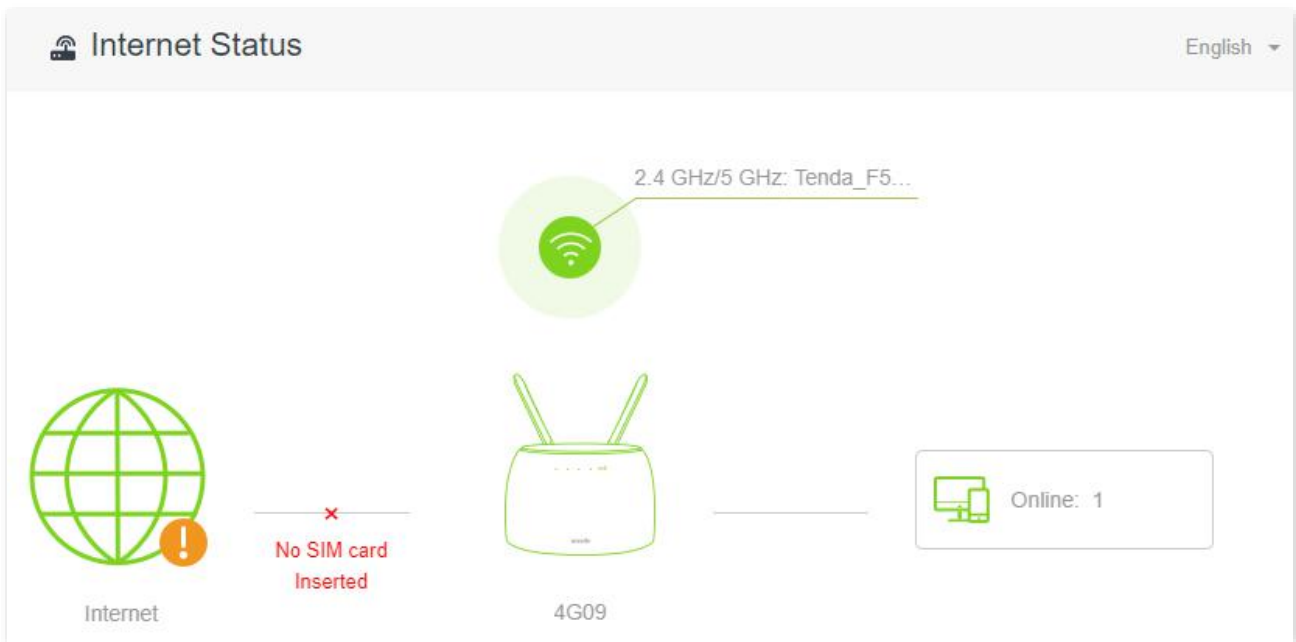 Internet Status
English
2.4 GHz/5 GHz: Tenda_F5...
No SIM card
Inserted
Online: 1
Internet
4G09